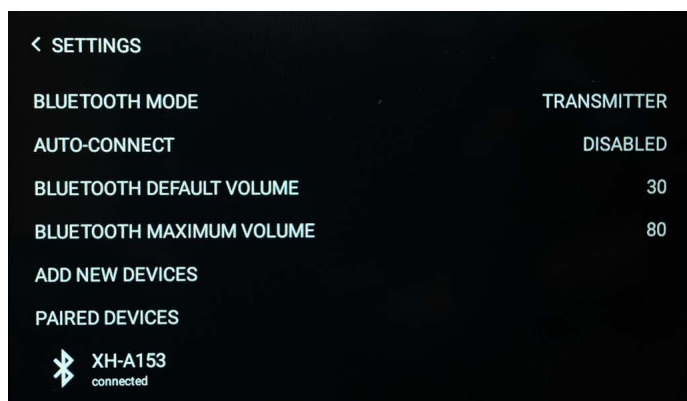 < SETTINGS
BLUETOOTH MODE TRANSMITTER
AUTO-CONNECT DISABLED
BLUETOOTH DEFAULT VOLUME 30
BLUETOOTH MAXIMUM VOLUME 80
ADD NEW DEVICES
PAIRED DEVICES
XH-A153
connected